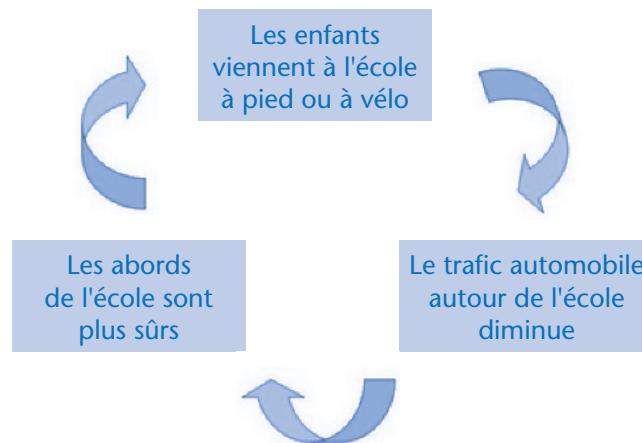 Les enfants
viennent à l'école
à pied ou à vélo
Le trafic automobile
autour de l'école
diminue
Les abords
de l'école sont
plus sûrs